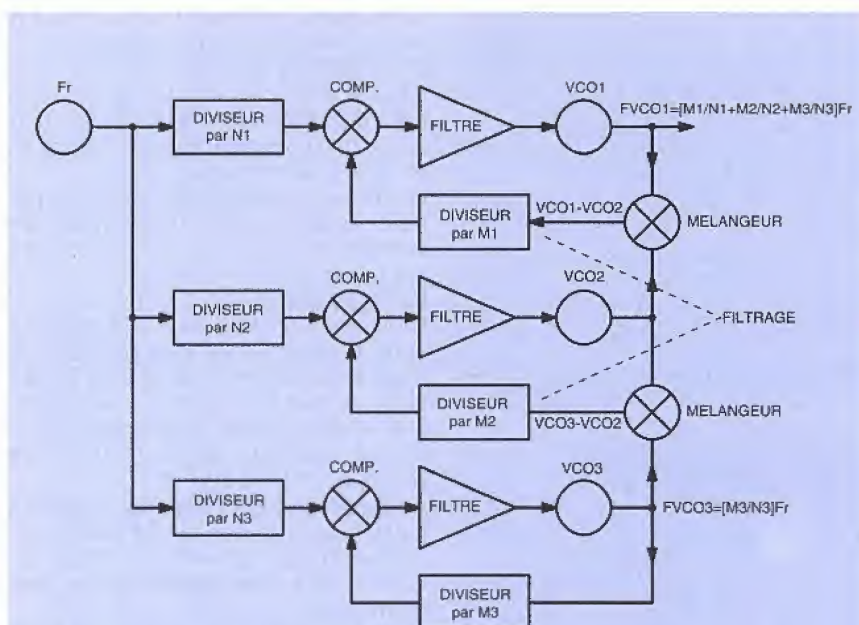 Fr
COMP.
VCO1
FVCO1=[M1/N1+M2/N2+M3/N3]Fr
DIVISEUR
par N1
FILTRE
DIVISEUR
par M1
VCO1-VCO2
MELANGEUR
COMP.
VCO2
DIVISEUR
par N2
FILTRE
FILTRAGE
DIVISEUR
par M2
VCO3-VCO2
MELANGEUR
COMP.
VCO3
DIVISEUR
par N3
FILTRE
FVCO3=[M3/N3]Fr
DIVISEUR
par M3